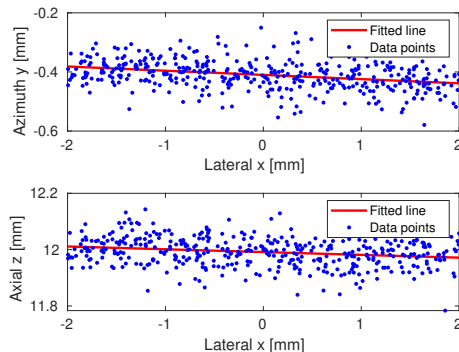 -0.2
Fitted line
Data points
Azimuth y [mm]
-0.4
-0.6
-2 -1 0 1 2
Lateral x [mm]
12.2
Fitted line
Data points
Axial z [mm]
12
11.8
-2 -1 0 1 2
Lateral x [mm]